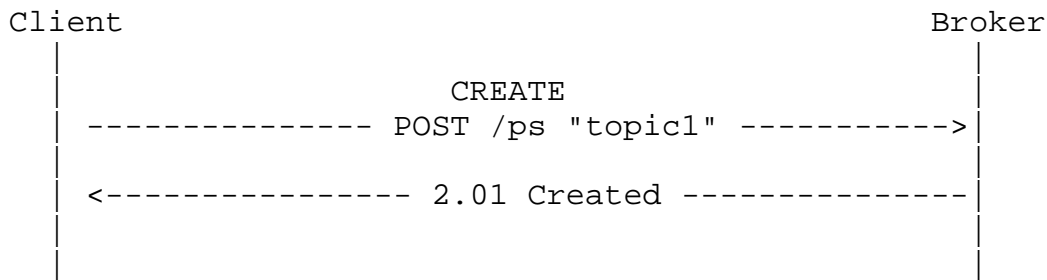 Client Broker
CREATE
--------------- POST /ps "topic1" ----------->
<---------------- 2.01 Created ---------------